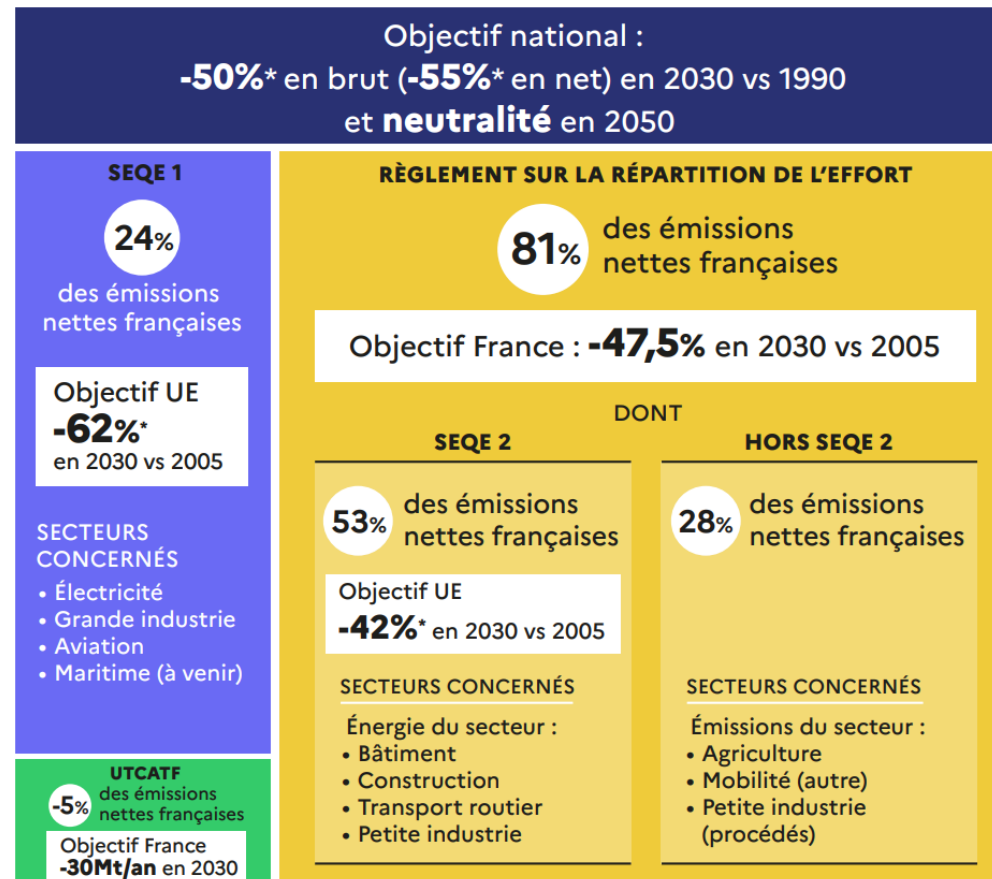 Objectif national :
-50%* en brut (-55%* en net) en 2030 vs 1990
et neutralité en 2050
SEQE 1
24%
des émissions
nettes françaises
Objectif UE
-62%*
en 2030 vs 2005
SECTEURS
CONCERNÉS
• Électricité
• Grande industrie
• Aviation
• Maritime (à venir)
UTCATF
-5%
des émissions
nettes françaises
Objectif France
-30Mt/an en 2030
RÈGLEMENT SUR LA RÉPARTITION DE L'EFFORT
81%
des émissions
nettes françaises
Objectif France : -47,5% en 2030 vs 2005
DONT
SEQE 2
53%
des émissions
nettes françaises
Objectif UE
-42%* en 2030 vs 2005
SECTEURS CONCERNÉS
Énergie du secteur :
• Bâtiment
• Construction
• Transport routier
• Petite industrie
HORS SEQE 2
28%
des émissions
nettes françaises
SECTEURS CONCERNÉS
Émissions du secteur :
• Agriculture
• Mobilité (autre)
• Petite industrie
(procédés)